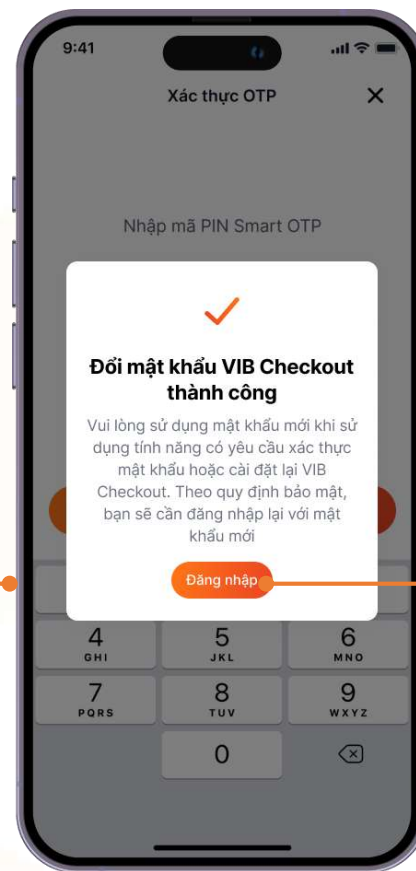 9:41
Xác thực OTP
Nhập mã PIN Smart OTP
Đổi mật khẩu VIB Checkout
thành công
Vui lòng sử dụng mật khẩu mới khi sử
dụng tính năng có yêu cầu xác thực
mật khẩu hoặc cài đặt lại VIB
Checkout. Theo quy định bảo mật,
bạn sẽ cần đăng nhập lại với mật
khẩu mới
Đăng nhập
4 5 6
GHI JKL MNO
7 8 9
PQRS TUV WXYZ
0